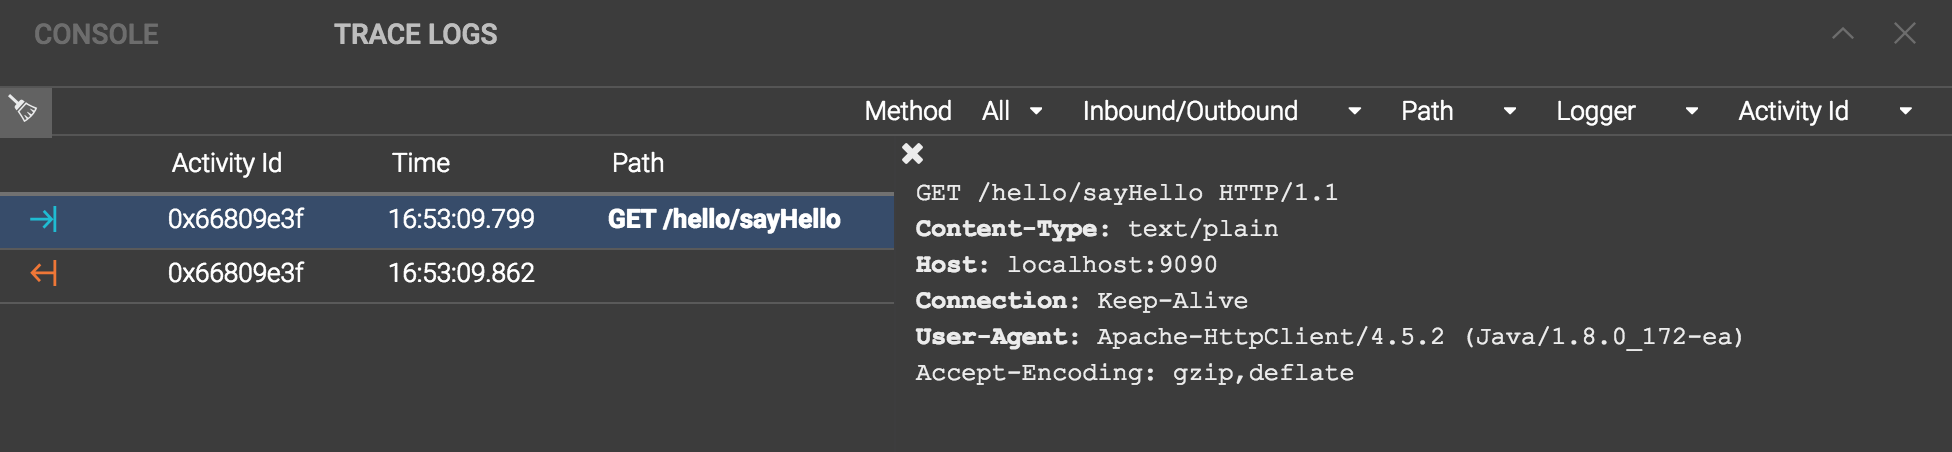 CONSOLE TRACE LOGS
Method All Inbound/Outbound Path Logger Activity Id
Activity Id Time Path
0x66809e3f 16:53:09.799 GET /hello/sayHello
0x66809e3f 16:53:09.862
GET /hello/sayHello HTTP/1.1
Content-Type: text/plain
Host: localhost:9090
Connection: Keep-Alive
User-Agent: Apache-HttpClient/4.5.2 (Java/1.8.0_172-ea)
Accept-Encoding: gzip,deflate